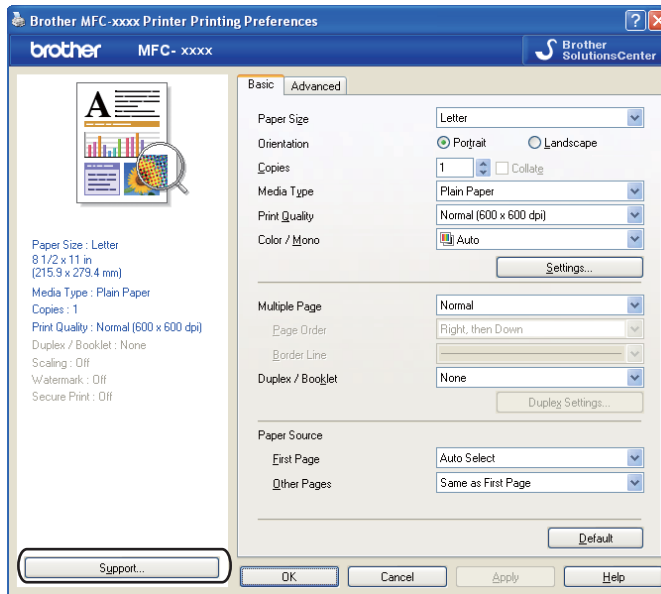 Brother MFC-xxxx Printer Printing Preferences
brother MFC- xxxx
Brother
SolutionsCenter
A
Paper Size : Letter
8 1/2 x 11 in
(215.9 x 279.4 mm)
Media Type : Plain Paper
Copies : 1
Print Quality : Normal (600 x 600 dpi)
Duplex / Booklet : None
Scaling : Off
Watermark : Off
Secure Print : Off
Support...
Basic Advanced
Paper Size Letter
Orientation Portrait Landscape
Copies 1 Collate
Media Type Plain Paper
Print Quality Normal (600 x 600 dpi)
Color / Mono Auto
Settings...
Multiple Page Normal
Page Order Right, then Down
Border Line
Duplex / Booklet None
Duplex Settings...
Paper Source
First Page Auto Select
Other Pages Same as First Page
Default
OK Cancel Apply Help